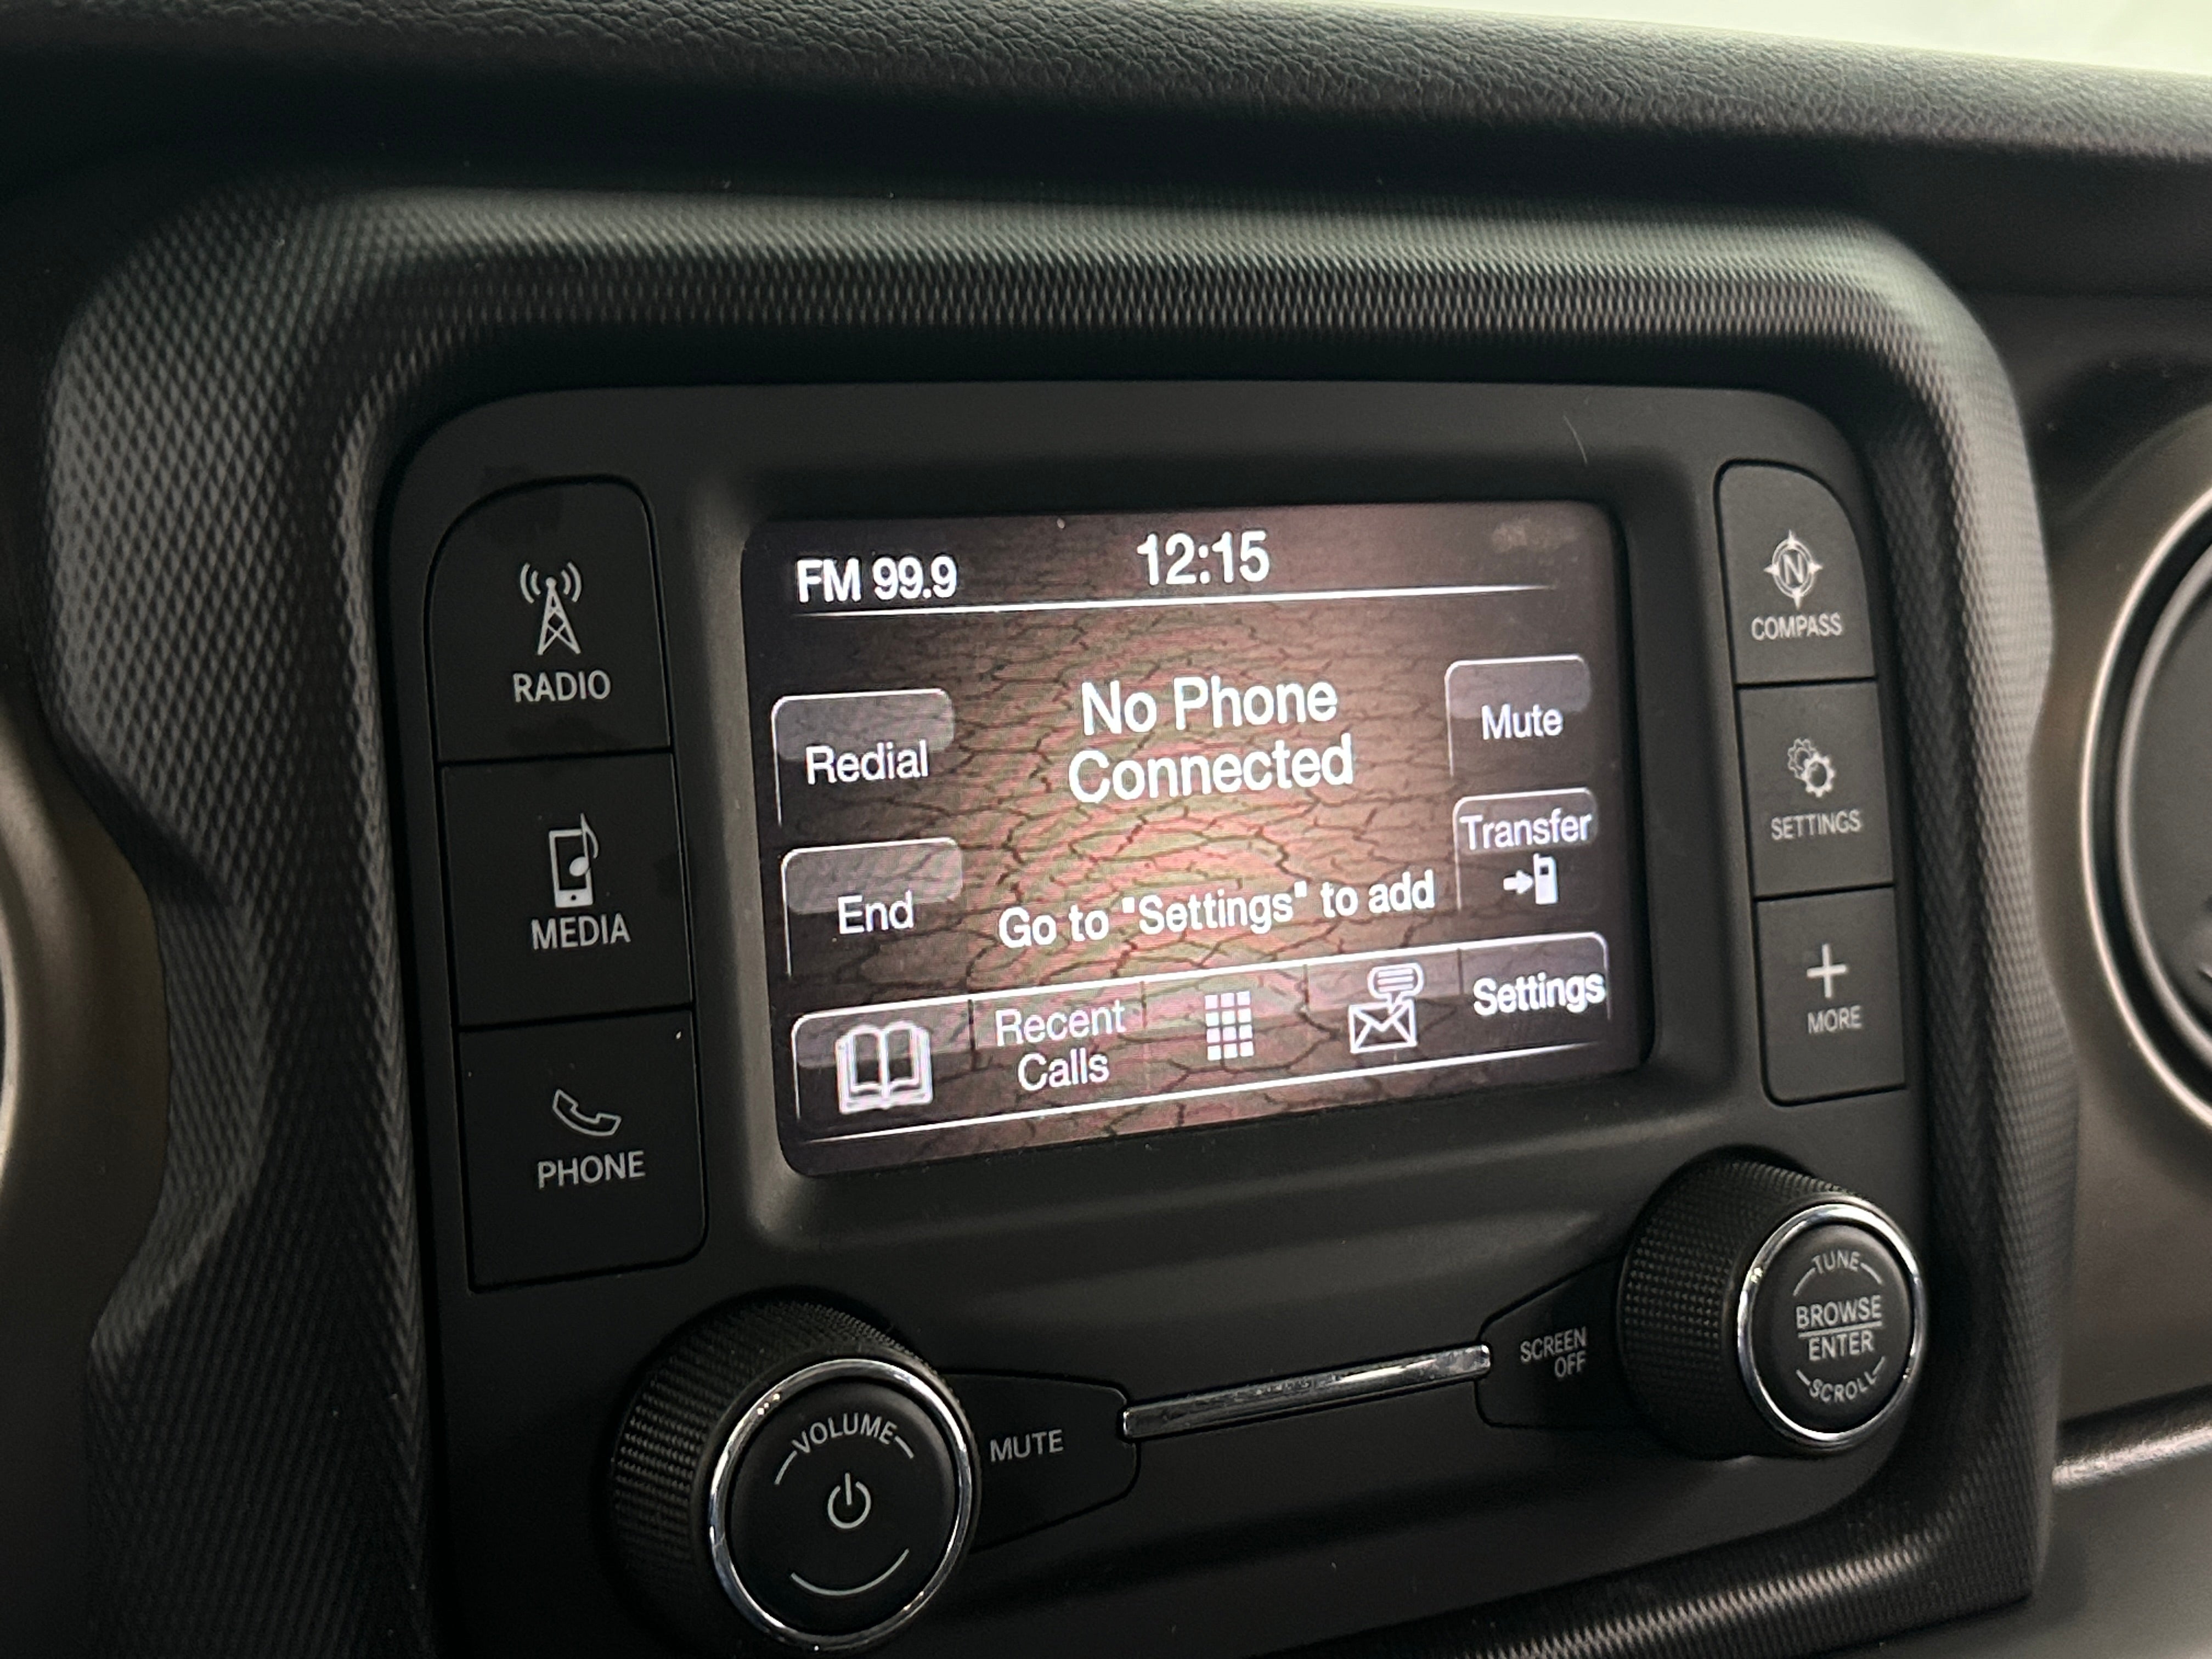 FM 99.9
12:15
No Phone
Connected
Redial
Mute
End
Transfer
Go to "Settings" to add
Recent
Calls
Settings
RADIO
MEDIA
PHONE
N
COMPASS
SETTINGS
MORE
VOLUME
MUTE
SCREEN
OFF
TUNE
BROWSE
ENTER
SCROLL